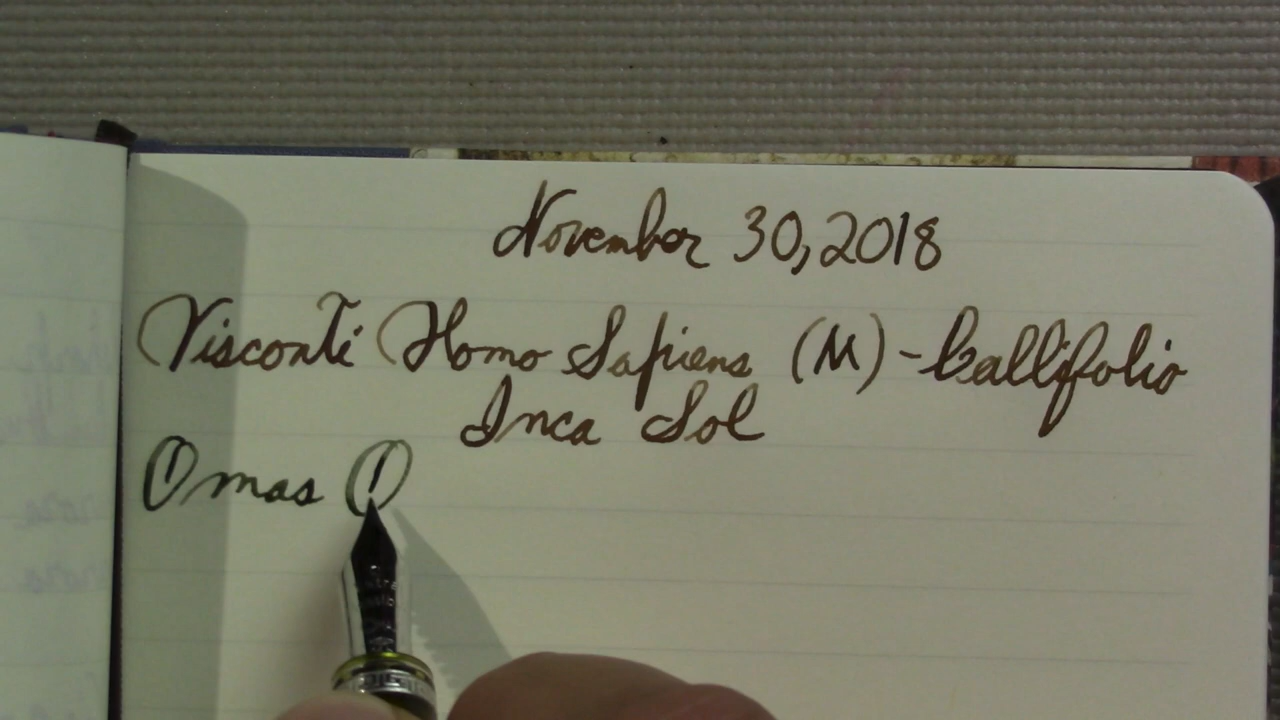 November 30, 2018
Visconti Homo Sapiens (M) - Callifolio
Inca Sol
Omas O